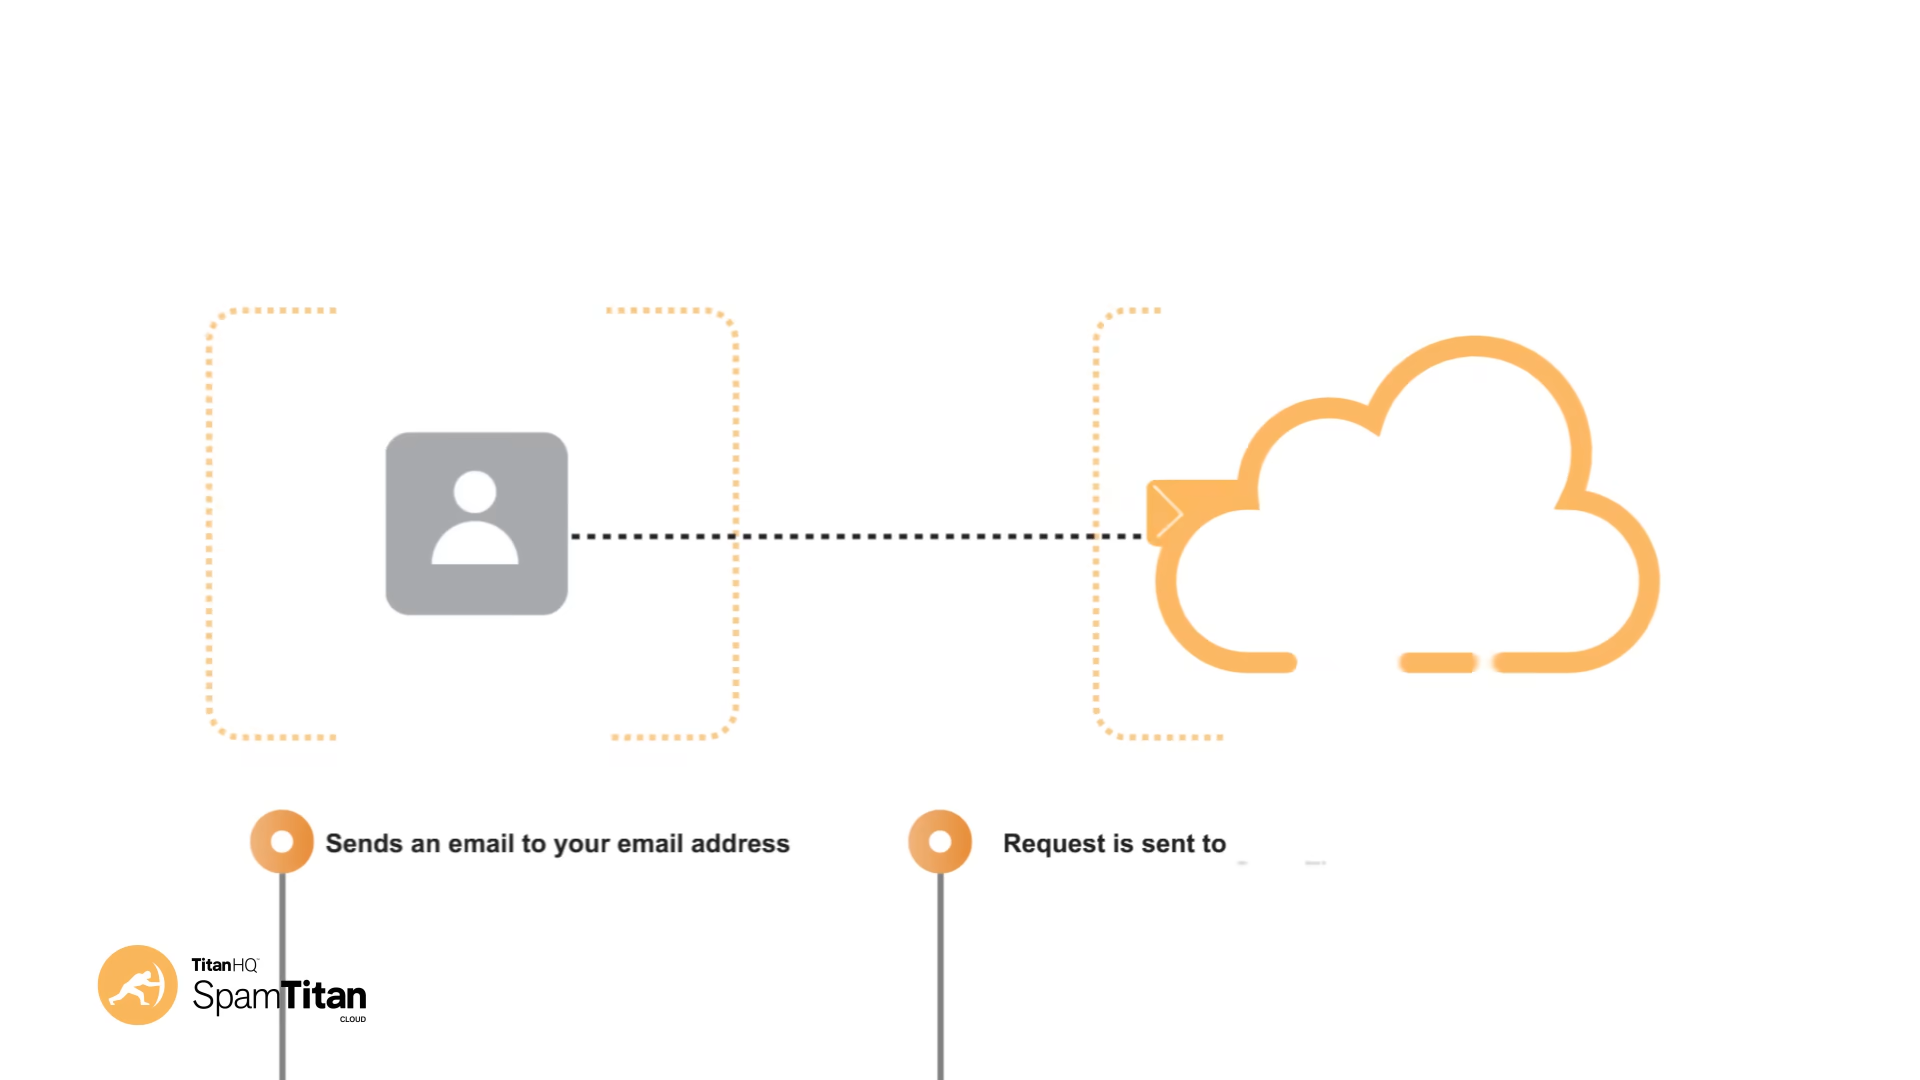 Sends an email to your email address
Request is sent to
TitanHQ
SpamTitan
CLOUD